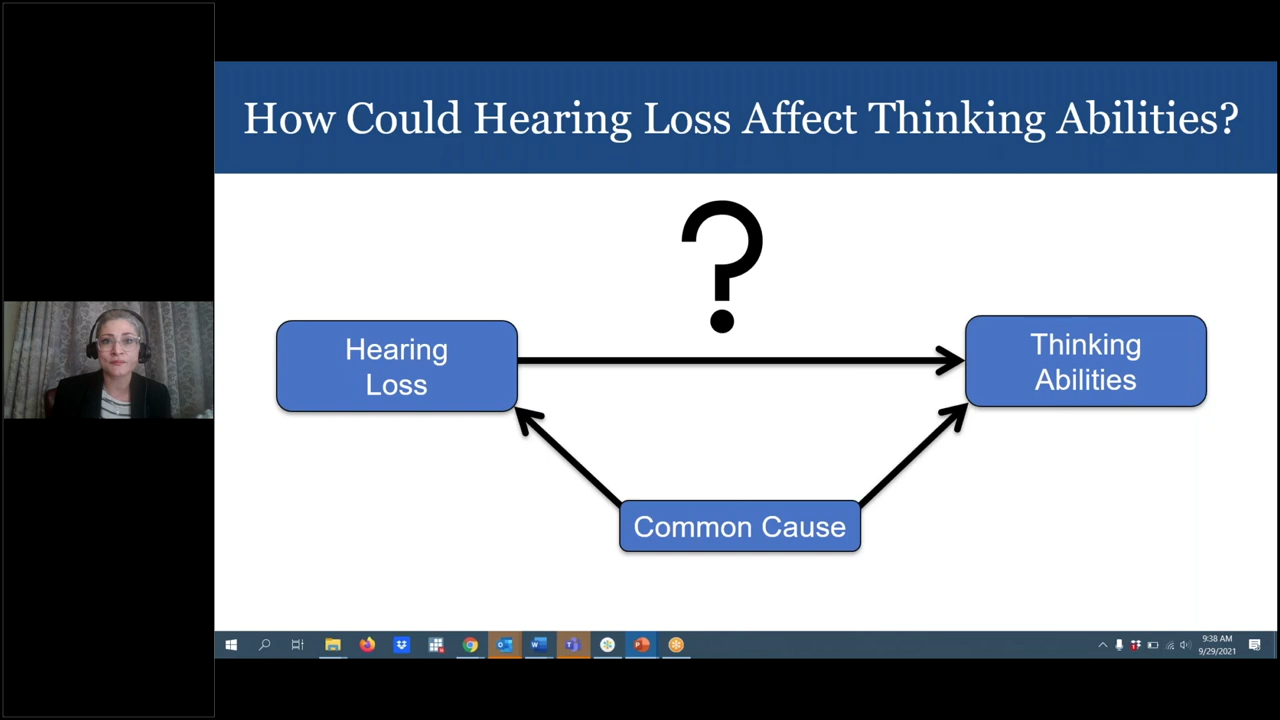 How Could Hearing Loss Affect Thinking Abilities?
?
Hearing
Loss
Thinking
Abilities
Common Cause
9:38 AM
9/29/2021